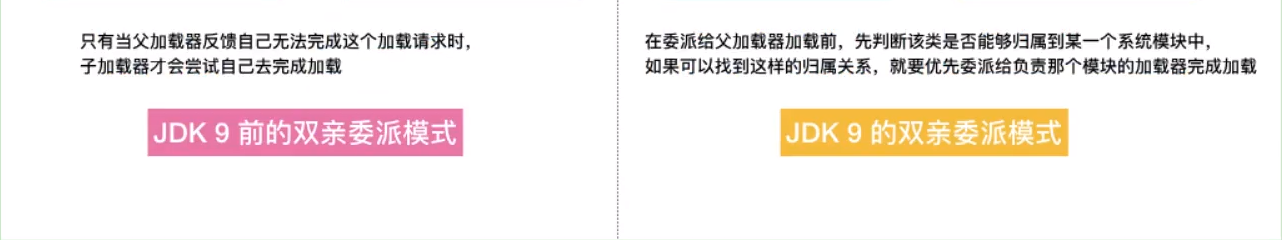 只有当父加载器反馈自己无法完成这个加载请求时，
子加载器才会尝试自己去完成加载
JDK 9 前的双亲委派模式
在委派给父加载器加载前，先判断该类是否能够归属到某一个系统模块中，
如果可以找到这样的归属关系，就要优先委派给负责那个模块的加载器完成加载
JDK 9 的双亲委派模式